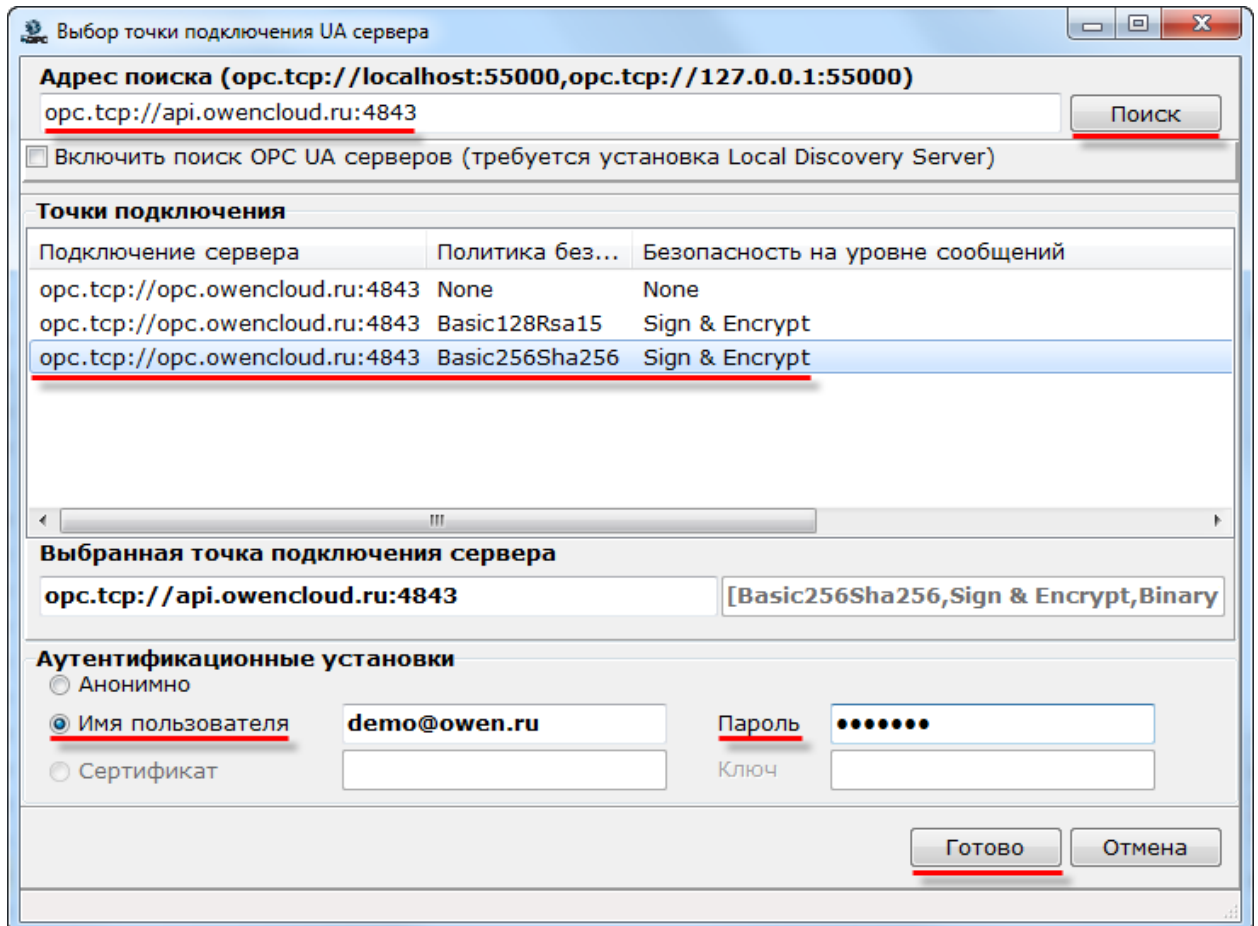 Выбор точки подключения UA сервера
Адрес поиска (opc.tcp://localhost:55000,opc.tcp://127.0.0.1:55000)
opc.tcp://api.owencloud.ru:4843 Поиск
Включить поиск OPC UA серверов (требуется установка Local Discovery Server)
Точки подключения
Подключение сервера Политика без... Безопасность на уровне сообщений
opc.tcp://opc.owencloud.ru:4843 None None
opc.tcp://opc.owencloud.ru:4843 Basic128Rsa15 Sign & Encrypt
opc.tcp://opc.owencloud.ru:4843 Basic256Sha256 Sign & Encrypt
Выбранная точка подключения сервера
opc.tcp://api.owencloud.ru:4843 [Basic256Sha256,Sign & Encrypt,Binary
Аутентификационные установки
Анонимно
Имя пользователя demo@owen.ru Пароль •••••••
Сертификат Ключ
Готово Отмена